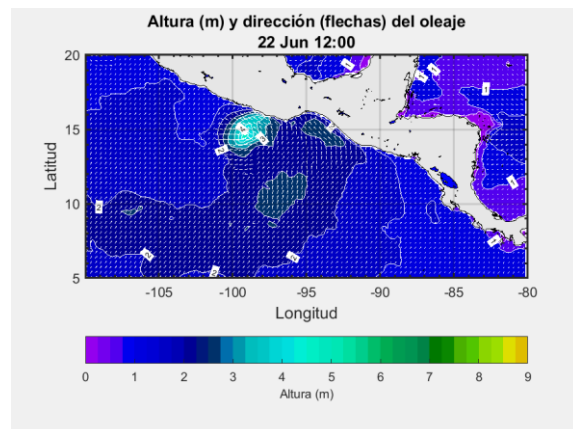 Altura (m) y dirección (flechas) del oleaje
22 Jun 12:00
20
15
10
5
Latitud
-105 -100 -95 -90 -85 -80
Longitud
0 1 2 3 4 5 6 7 8 9
Altura (m)